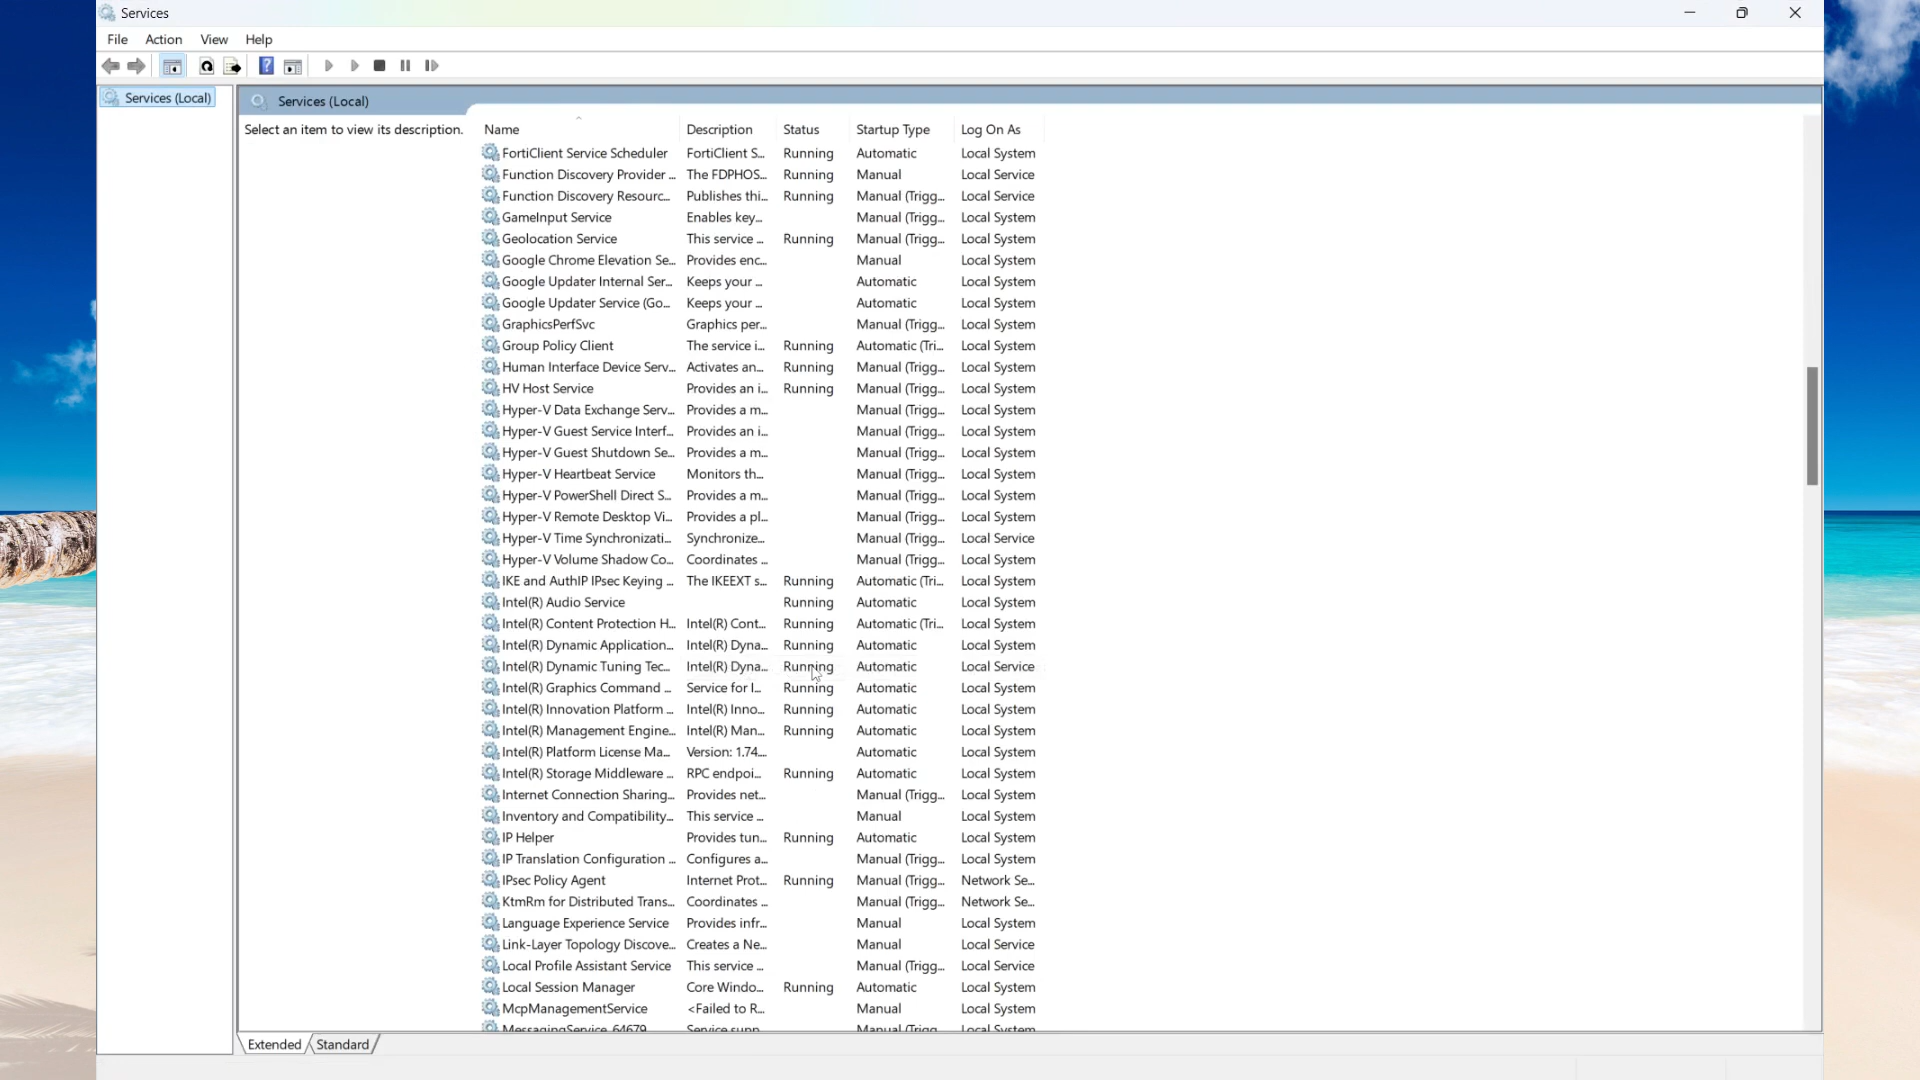 Services
File Action View Help
Services (Local)
Services (Local)
Select an item to view its description.
Name Description Status Startup Type Log On As
FortiClient Service Scheduler FortiClient S... Running Automatic Local System
Function Discovery Provider ... The FDPHOS... Running Manual Local Service
Function Discovery Resourc... Publishes thi... Running Manual (Trigg... Local Service
GameInput Service Enables key... Manual (Trigg... Local System
Geolocation Service This service ... Running Manual (Trigg... Local System
Google Chrome Elevation Se... Provides enc... Manual Local System
Google Updater Internal Ser... Keeps your ... Automatic Local System
Google Updater Service (Go... Keeps your ... Automatic Local System
GraphicsPerfSvc Graphics per... Manual (Trigg... Local System
Group Policy Client The service i... Running Automatic (Tri... Local System
Human Interface Device Serv... Activates an... Running Manual (Trigg... Local System
HV Host Service Provides an i... Running Manual (Trigg... Local System
Hyper-V Data Exchange Serv... Provides a m... Manual (Trigg... Local System
Hyper-V Guest Service Interf... Provides an i... Manual (Trigg... Local System
Hyper-V Guest Shutdown Se... Provides a m... Manual (Trigg... Local System
Hyper-V Heartbeat Service Monitors th... Manual (Trigg... Local System
Hyper-V PowerShell Direct S... Provides a m... Manual (Trigg... Local System
Hyper-V Remote Desktop Vi... Provides a pl... Manual (Trigg... Local System
Hyper-V Time Synchronizati... Synchronize... Manual (Trigg... Local Service
Hyper-V Volume Shadow Co... Coordinates ... Manual (Trigg... Local System
IKE and AuthIP IPsec Keying ... The IKEEXT s... Running Automatic (Tri... Local System
Intel(R) Audio Service Running Automatic Local System
Intel(R) Content Protection H... Intel(R) Cont... Running Automatic (Tri... Local System
Intel(R) Dynamic Application... Intel(R) Dyna... Running Automatic Local System
Intel(R) Dynamic Tuning Tec... Intel(R) Dyna... Running Automatic Local Service
Intel(R) Graphics Command ... Service for I... Running Automatic Local System
Intel(R) Innovation Platform ... Intel(R) Inno... Running Automatic Local System
Intel(R) Management Engine... Intel(R) Man... Running Automatic Local System
Intel(R) Platform License Ma... Version: 1.74.... Automatic Local System
Intel(R) Storage Middleware ... RPC endpoi... Running Automatic Local System
Internet Connection Sharing... Provides net... Manual (Trigg... Local System
Inventory and Compatibility... This service ... Manual Local System
IP Helper Provides tun... Running Automatic Local System
IP Translation Configuration ... Configures a... Manual (Trigg... Local System
IPsec Policy Agent Internet Prot... Running Manual (Trigg... Network Se...
KtmRm for Distributed Trans... Coordinates ... Manual (Trigg... Network Se...
Language Experience Service Provides infr... Manual Local System
Link-Layer Topology Discove... Creates a Ne... Manual Local Service
Local Profile Assistant Service This service ... Manual (Trigg... Local Service
Local Session Manager Core Windo... Running Automatic Local System
McpManagementService <Failed to R... Manual Local System
MessagingService_64679 Service supp... Manual (Trigg... Local System
Extended Standard